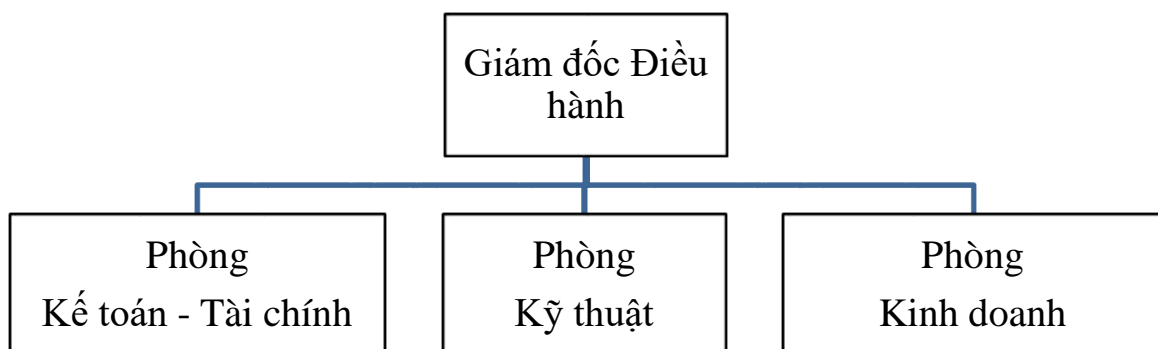 Giám đốc Điều
hành
Phòng
Kế toán - Tài chính
Phòng
Kỹ thuật
Phòng
Kinh doanh